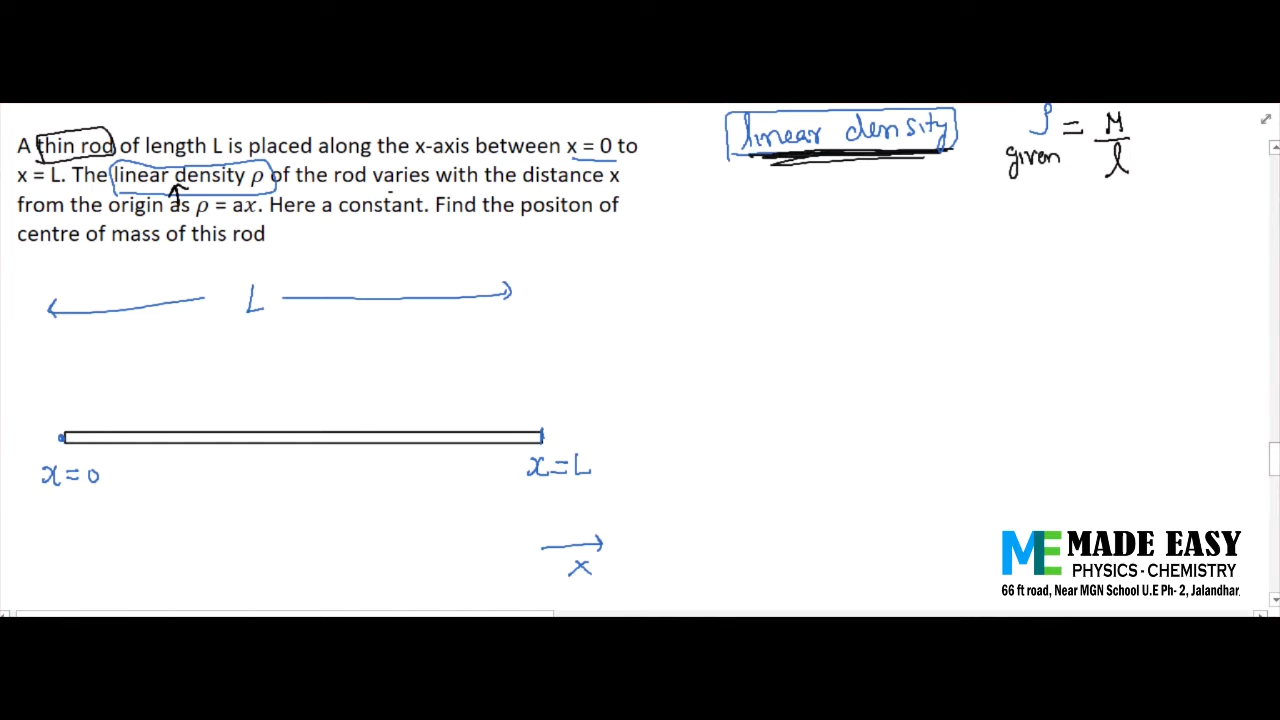 A thin rod of length L is placed along the x-axis between x = 0 to
x = L. The linear density ρ of the rod varies with the distance x
from the origin as ρ = ax. Here a constant. Find the positon of
centre of mass of this rod
linear density
ρ = M/l
given
L
x=0
x=L
x
ME MADE EASY
PHYSICS - CHEMISTRY
66 ft road, Near MGN School U.E Ph- 2, Jalandhar.